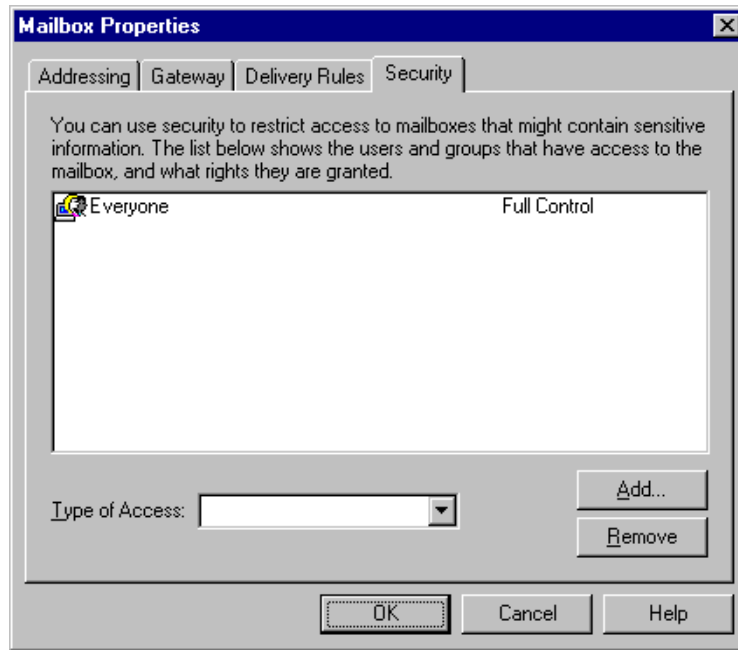 Mailbox Properties
Addressing Gateway Delivery Rules Security
You can use security to restrict access to mailboxes that might contain sensitive
information. The list below shows the users and groups that have access to the
mailbox, and what rights they are granted.
Everyone Full Control
Add...
Type of Access:
Remove
OK Cancel Help